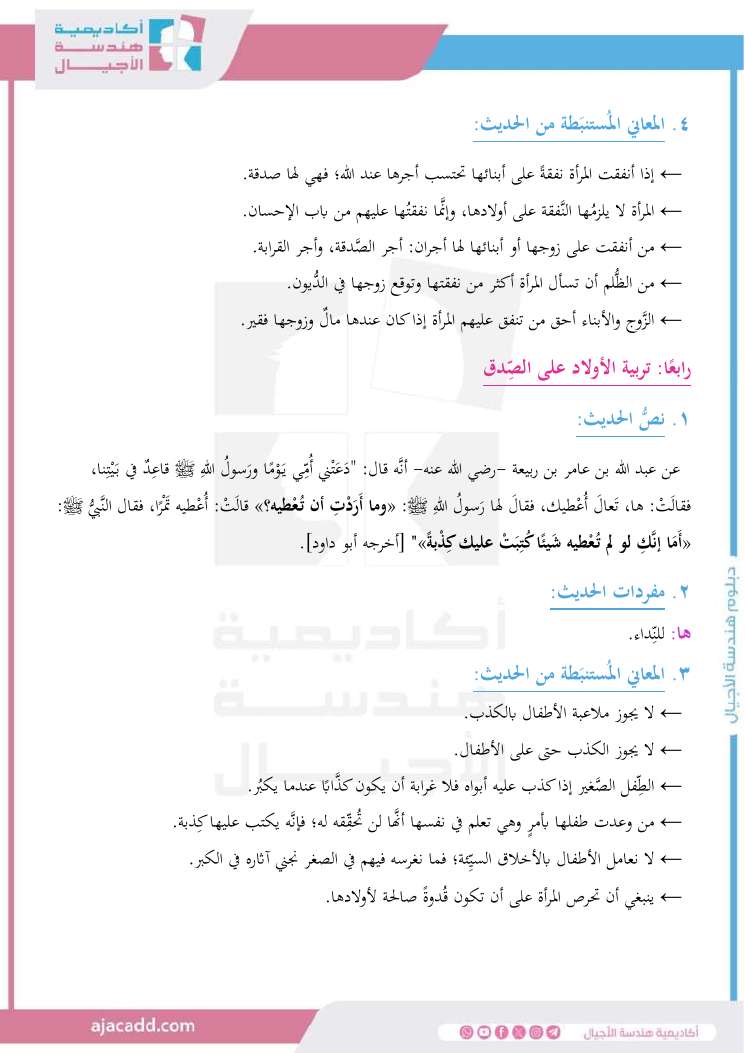 أكاديمية
هندسة
الأجيال
٤. المعاني المُستنبَطة من الحديث:
← إذا أنفقت المرأة نفقةً على أبنائها تحتسب أجرها عند الله؛ فهي لها صدقة.
← المرأة لا يلزمُها النَّفقة على أولادها، وإنَّما نفقتُها عليهم من باب الإحسان.
← من أنفقت على زوجها أو أبنائها لها أجران: أجر الصَّدقة، وأجر القرابة.
← من الظُّلم أن تسأل المرأة أكثر من نفقتها وتوقع زوجها في الدُّيون.
← الزَّوج والأبناء أحق من تنفق عليهم المرأة إذا كان عندها مالٌ وزوجها فقير.
رابعًا: تربية الأولاد على الصِّدق
١. نصُّ الحديث:
عن عبد الله بن عامر بن ربيعة -رضي الله عنه- أنَّه قال: "دَعَتْني أُمِّي يَوْمًا ورَسولُ اللهِ ﷺ قاعِدٌ في بَيْتِنا،
فقالَتْ: ها، تَعالَ أُعْطيك، فقالَ لها رَسولُ اللهِ ﷺ: «وما أَرَدْتِ أن تُعْطيه؟» قالَتْ: أُعْطيه تَمْرًا، فقال النَّبيُّ ﷺ:
«أَمَا إنَّكِ لو لم تُعْطيه شَيئًا كُتِبَتْ عليك كِذْبةٌ»" [أخرجه أبو داود].
٢. مفردات الحديث:
ها: للنِّداء.
٣. المعاني المُستنبَطة من الحديث:
← لا يجوز ملاعبة الأطفال بالكذب.
← لا يجوز الكذب حتى على الأطفال.
← الطِّفل الصَّغير إذا كذب عليه أبواه فلا غرابة أن يكون كذَّابًا عندما يكبُر.
← من وعدت طفلها بأمرٍ وهي تعلم في نفسها أنَّها لن تُحقِّقه له؛ فإنَّه يكتب عليها كِذبة.
← لا نعامل الأطفال بالأخلاق السيِّئة؛ فما نغرسه فيهم في الصغر نجني آثاره في الكبر.
← ينبغي أن تحرص المرأة على أن تكون قُدوةً صالحة لأولادها.
أكاديمية
هندسة
الأجيال
دبلوم هندسة الأجيال
أكاديمية هندسة الأجيال
ajacadd.com